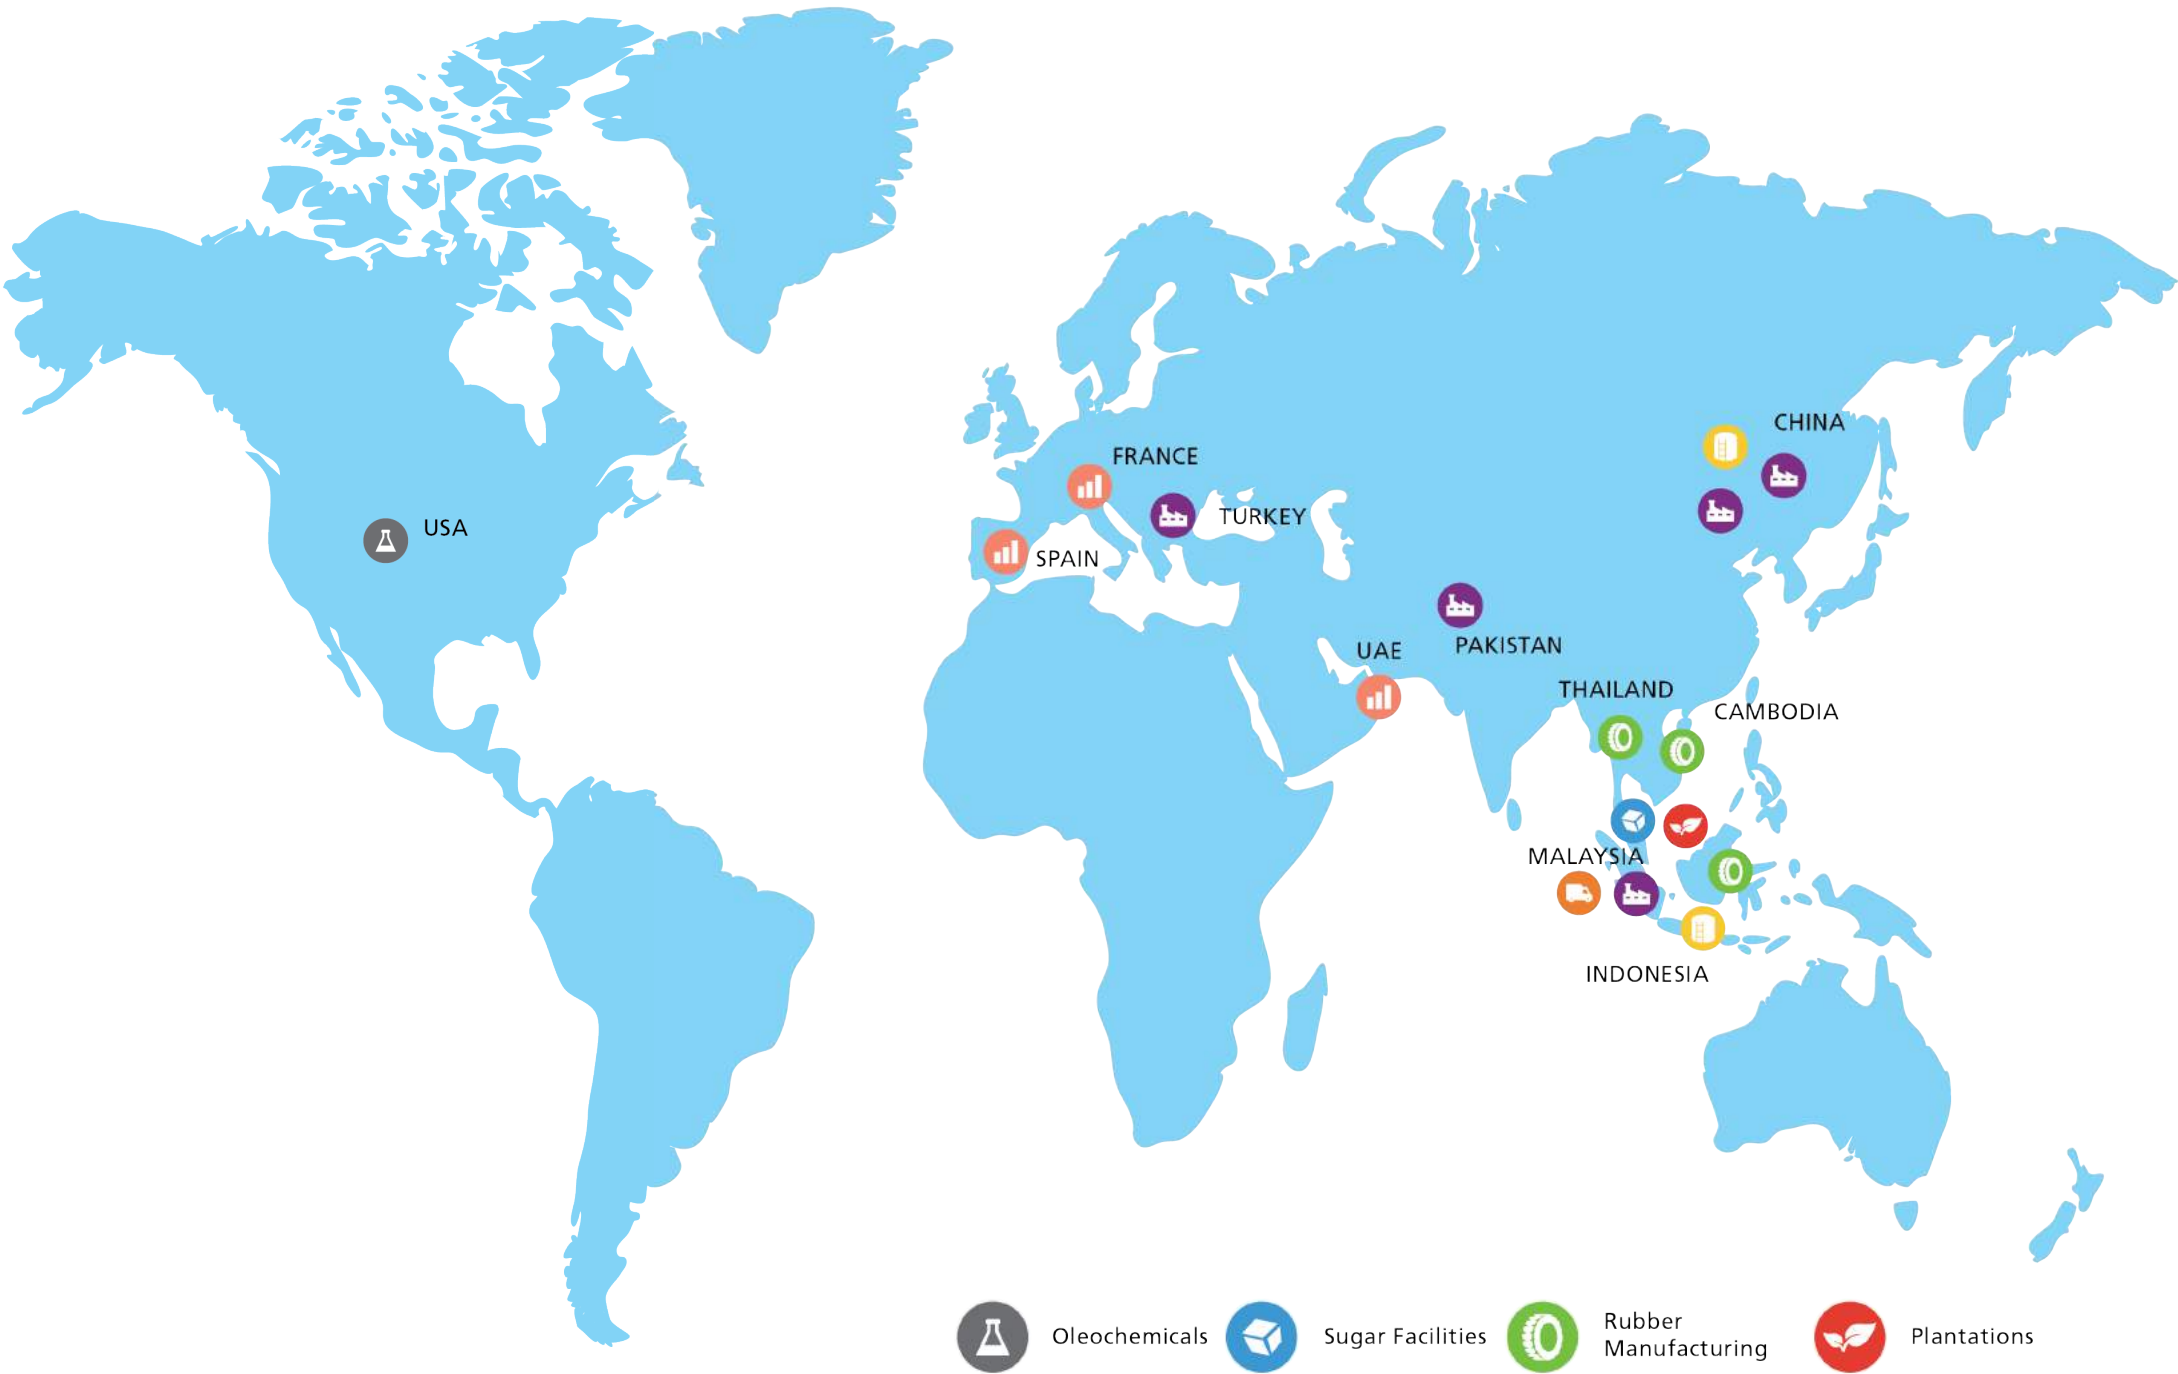 CHINA
FRANCE
TURKEY
USA
SPAIN
PAKISTAN
UAE
THAILAND
CAMBODIA
MALAYSIA
INDONESIA
Oleochemicals
Sugar Facilities
Rubber
Manufacturing
Plantations